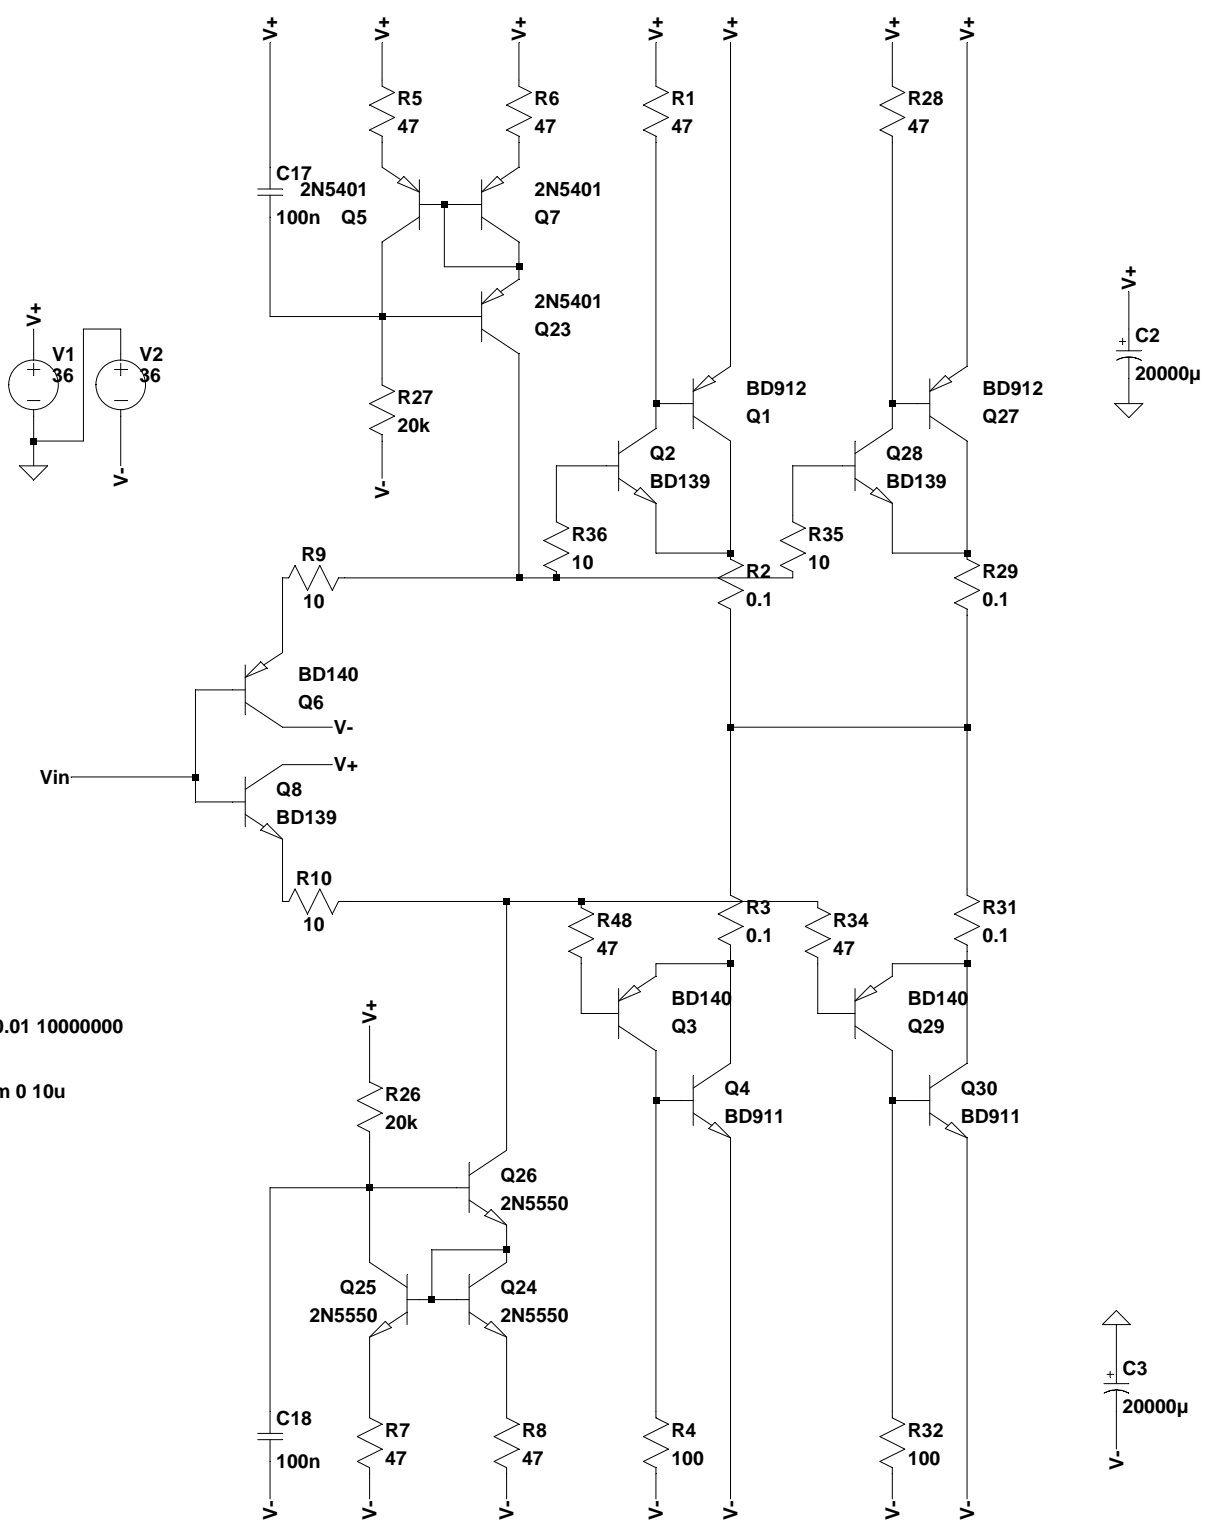 V+
V+
V+
V+
V+
V+
V+
R5
47
R6
47
R1
47
R28
47
C17
100n
2N5401
Q5
2N5401
Q7
2N5401
Q23
V+
V1
36
V2
36
V-
R27
20k
V-
BD912
Q1
Q2
BD139
BD912
Q27
Q28
BD139
V+
C2
20000µ
R36
10
R35
10
R9
10
R2
0.1
R29
0.1
BD140
Q6
V-
Vin
V+
Q8
BD139
R10
10
R48
47
R3
0.1
R34
47
R31
0.1
BD140
Q3
BD140
Q29
0.01 10000000
m 0 10u
V+
R26
20k
Q4
BD911
Q30
BD911
Q26
2N5550
Q25
2N5550
Q24
2N5550
C18
100n
R7
47
R8
47
R4
100
R32
100
C3
20000µ
V-
V-
V-
V-
V-
V-
V-
V-